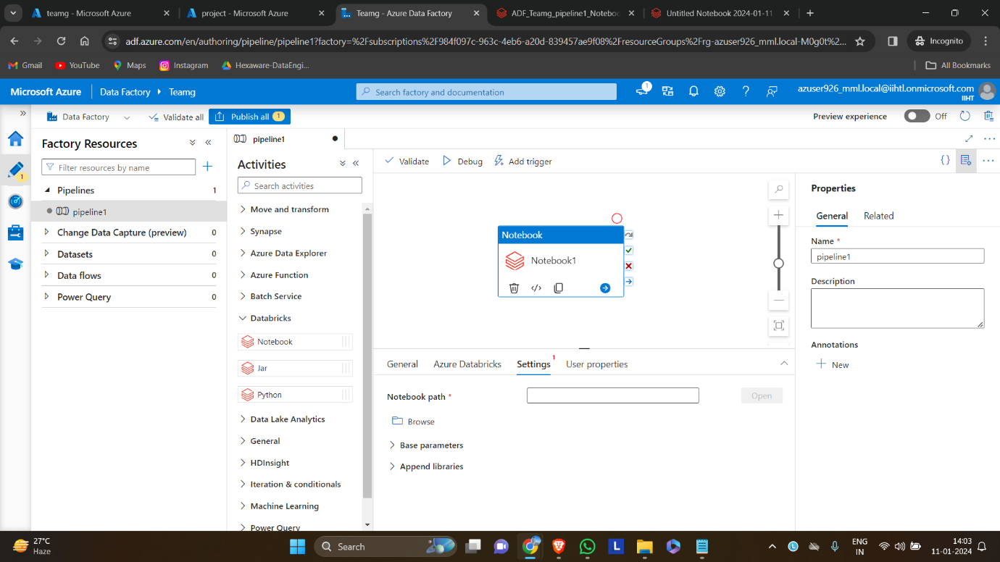 teamg - Microsoft Azure
project - Microsoft Azure
Teamg - Azure Data Factory
ADF_Teamg_pipeline1_Noteboo
Untitled Notebook 2024-01-11
adf.azure.com/en/authoring/pipeline/pipeline1?factory=%2Fsubscriptions%2F984f097c-963c-4eb6-a20d-839457ae9f08%2FresourceGroups%2Frg-azuser926_mml.local-M0g0t%2...
Incognito
Gmail
YouTube
Maps
Instagram
Hexaware-DataEngi...
All Bookmarks
Microsoft Azure
Data Factory
Teamg
Search factory and documentation
1
azuser926_mml.local@iihtl.onmicrosoft.com
IIHT
Data Factory
Validate all
Publish all 1
Preview experience
Off
1
Factory Resources
Filter resources by name
Pipelines 1
pipeline1
Change Data Capture (preview) 0
Datasets 0
Data flows 0
Power Query 0
pipeline1
Activities
Search activities
Move and transform
Synapse
Azure Data Explorer
Azure Function
Batch Service
Databricks
Notebook
Jar
Python
Data Lake Analytics
General
HDInsight
Iteration & conditionals
Machine Learning
Power Query
Validate
Debug
Add trigger
{}
Notebook
Notebook1
</>
General
Azure Databricks
Settings 1
User properties
Notebook path *
Open
Browse
Base parameters
Append libraries
Properties
General
Related
Name *
pipeline1
Description
Annotations
New
27°C
Haze
Search
L
ENG
IN
14:03
11-01-2024